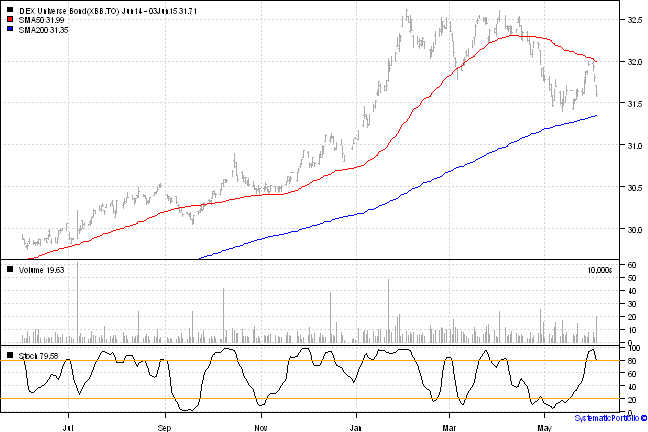 DEX Universe Bond(XBB.TO) Jun14 - 03Jun15 31.71
SMA50 31.99
SMA200 31.35
32.5
32.0
31.5
31.0
30.5
30.0
Volume 19.63
10,000s
60
50
40
30
20
10
0
Stoch 79.58
100
80
60
40
20
0
Jul
Sep
Nov
Jan
Mar
May
SystematicPortfolio ©